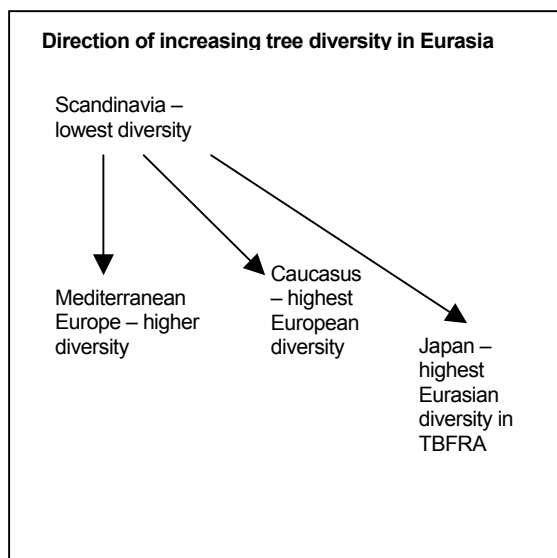 Direction of increasing tree diversity in Eurasia
Scandinavia –
lowest diversity
Mediterranean
Europe – higher
diversity
Caucasus
– highest
European
diversity
Japan –
highest
Eurasian
diversity in
TBFRA